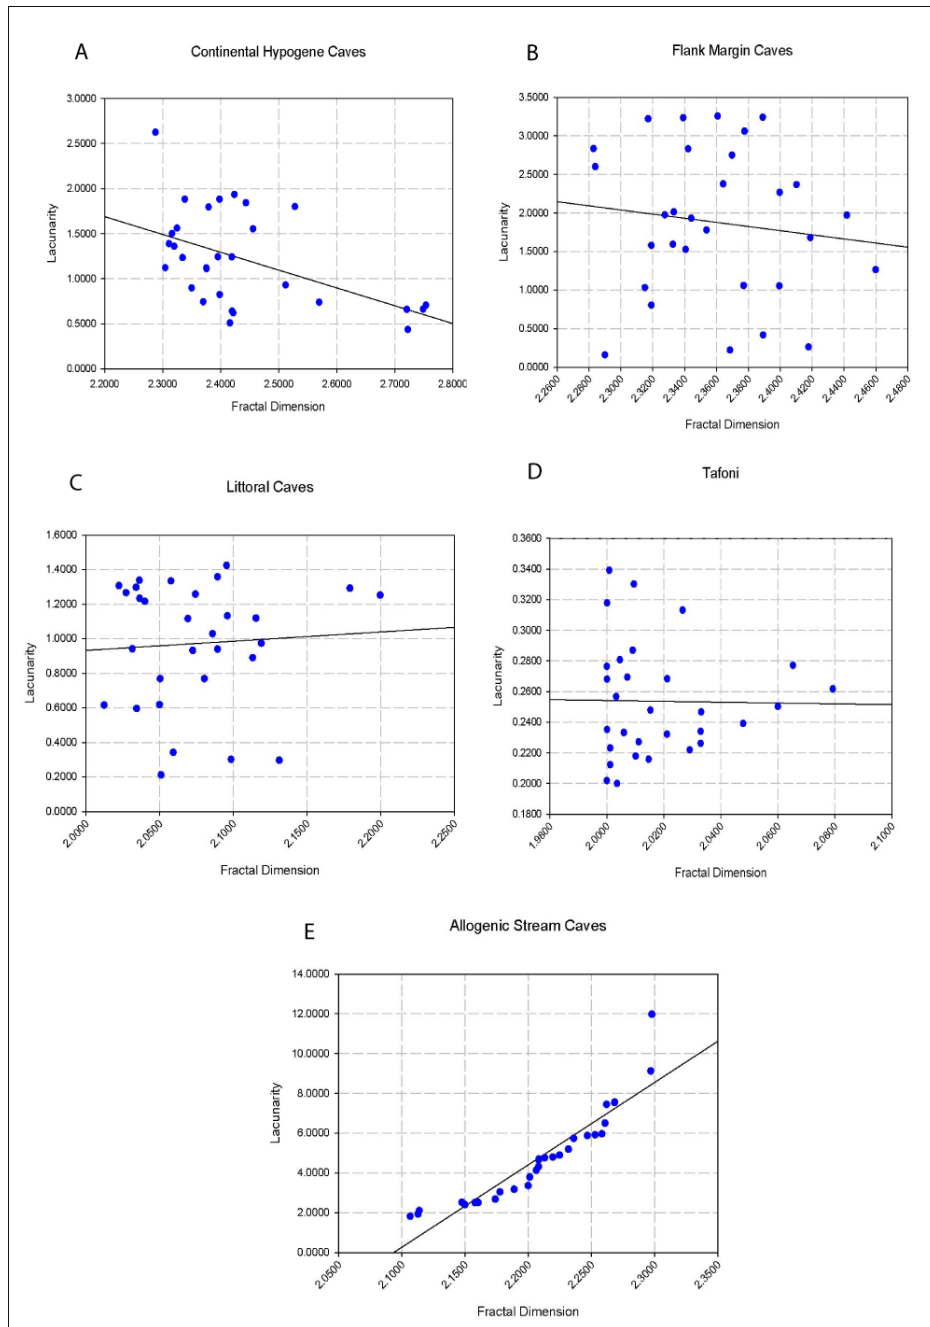 A
Continental Hypogene Caves
Lacunarity
3.0000
2.5000
2.0000
1.5000
1.0000
0.5000
0.0000
2.2000 2.3000 2.4000 2.5000 2.6000 2.7000 2.8000
Fractal Dimension
B
Flank Margin Caves
Lacunarity
3.5000
3.0000
2.5000
2.0000
1.5000
1.0000
0.5000
0.0000
2.2600 2.2800 2.3000 2.3200 2.3400 2.3600 2.3800 2.4000 2.4200 2.4400 2.4600 2.4800
Fractal Dimension
C
Littoral Caves
Lacunarity
1.6000
1.4000
1.2000
1.0000
0.8000
0.6000
0.4000
0.2000
0.0000
2.0000 2.0500 2.1000 2.1500 2.2000 2.2500
Fractal Dimension
D
Tafoni
Lacunarity
0.3600
0.3400
0.3200
0.3000
0.2800
0.2600
0.2400
0.2200
0.2000
0.1800
1.9800 2.0000 2.0200 2.0400 2.0600 2.0800 2.1000
Fractal Dimension
E
Allogenic Stream Caves
Lacunarity
14.0000
12.0000
10.0000
8.0000
6.0000
4.0000
2.0000
0.0000
2.0500 2.1000 2.1500 2.2000 2.2500 2.3000 2.3500
Fractal Dimension